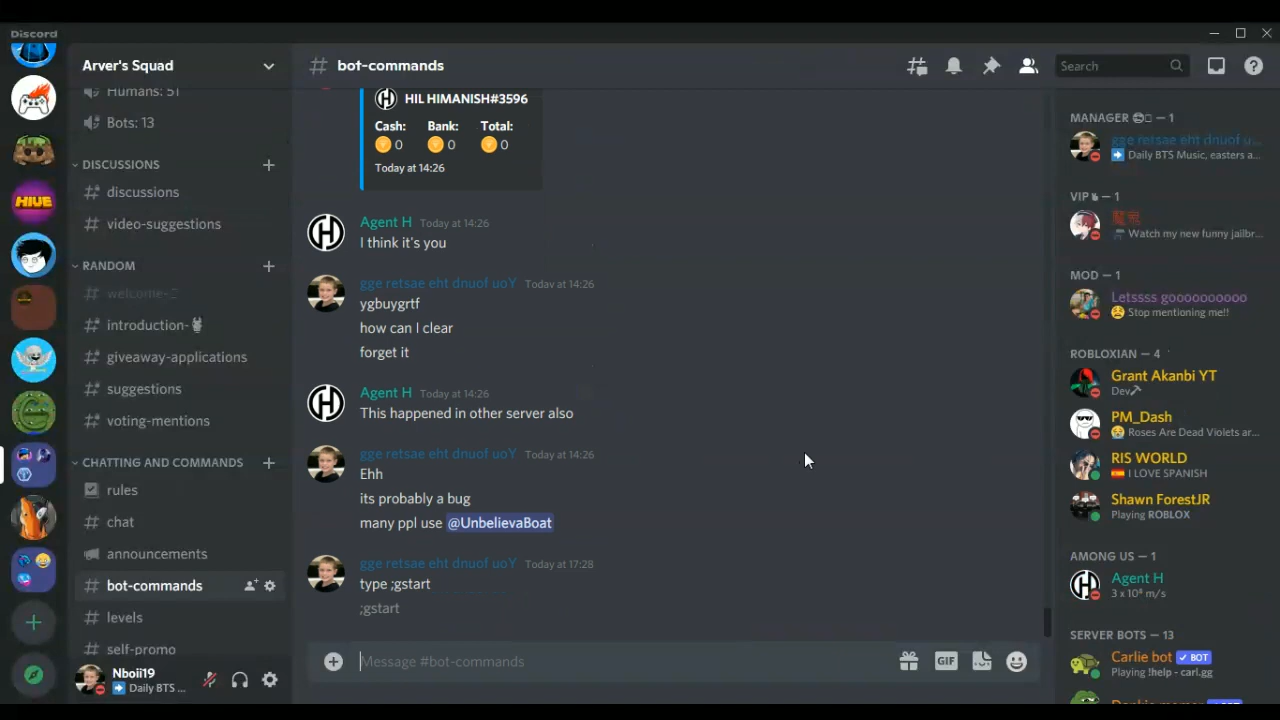 Discord
Arver's Squad
Humans: 51
Bots: 13
DISCUSSIONS
discussions
video-suggestions
RANDOM
welcome-
introduction-
giveaway-applications
suggestions
voting-mentions
CHATTING AND COMMANDS
rules
chat
announcements
bot-commands
levels
self-promo
Nboii19
Daily BTS ...
HIVE
# bot-commands
Search
HIL HIMANISH#3596
Cash: Bank: Total:
0 0 0
Today at 14:26
Agent H Today at 14:26
I think it's you
gge retsae eht dnuof uoY Today at 14:26
ygbuygrtf
how can I clear
forget it
Agent H Today at 14:26
This happened in other server also
gge retsae eht dnuof uoY Today at 14:26
Ehh
its probably a bug
many ppl use @UnbelievaBoat
gge retsae eht dnuof uoY Today at 17:28
type ;gstart
;gstart
Message #bot-commands
GIF
MANAGER — 1
gge retsae eht dnuof u...
Daily BTS Music, easters a...
VIP — 1
Watch my new funny jailbr...
MOD — 1
Letssss goooooooooo
Stop mentioning me!!
ROBLOXIAN — 4
Grant Akanbi YT
Dev
PM_Dash
Roses Are Dead Violets ar...
RIS WORLD
I LOVE SPANISH
Shawn ForestJR
Playing ROBLOX
AMONG US — 1
Agent H
3 x 10⁸ m/s
SERVER BOTS — 13
Carlie bot ✓ BOT
Playing !help - carl.gg